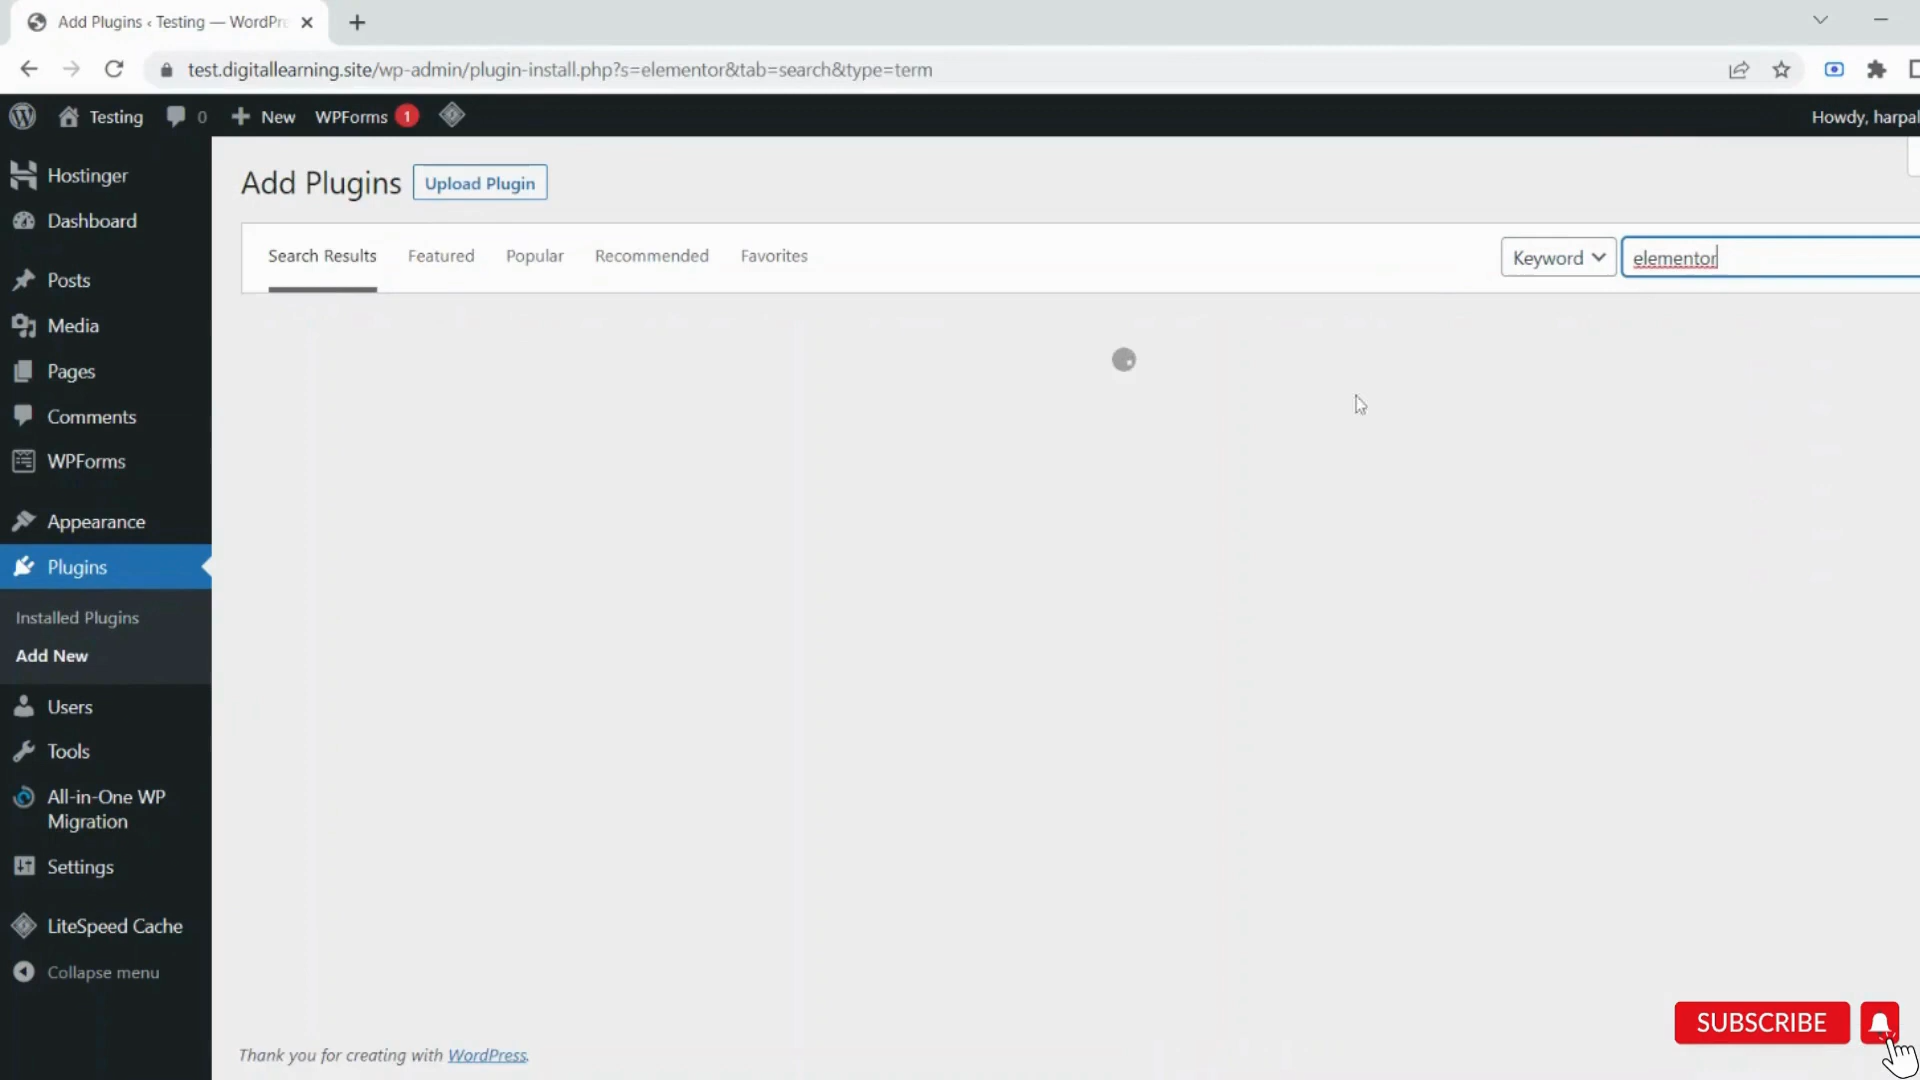 Add Plugins ‹ Testing — WordPre
test.digitallearning.site/wp-admin/plugin-install.php?s=elementor&tab=search&type=term
Testing 0 New WPForms 1 Howdy, harpal
Hostinger
Dashboard
Posts
Media
Pages
Comments
WPForms
Appearance
Plugins
Installed Plugins
Add New
Users
Tools
All-in-One WP
Migration
Settings
LiteSpeed Cache
Collapse menu
Add Plugins Upload Plugin
Search Results Featured Popular Recommended Favorites Keyword elementor
Thank you for creating with WordPress.
SUBSCRIBE